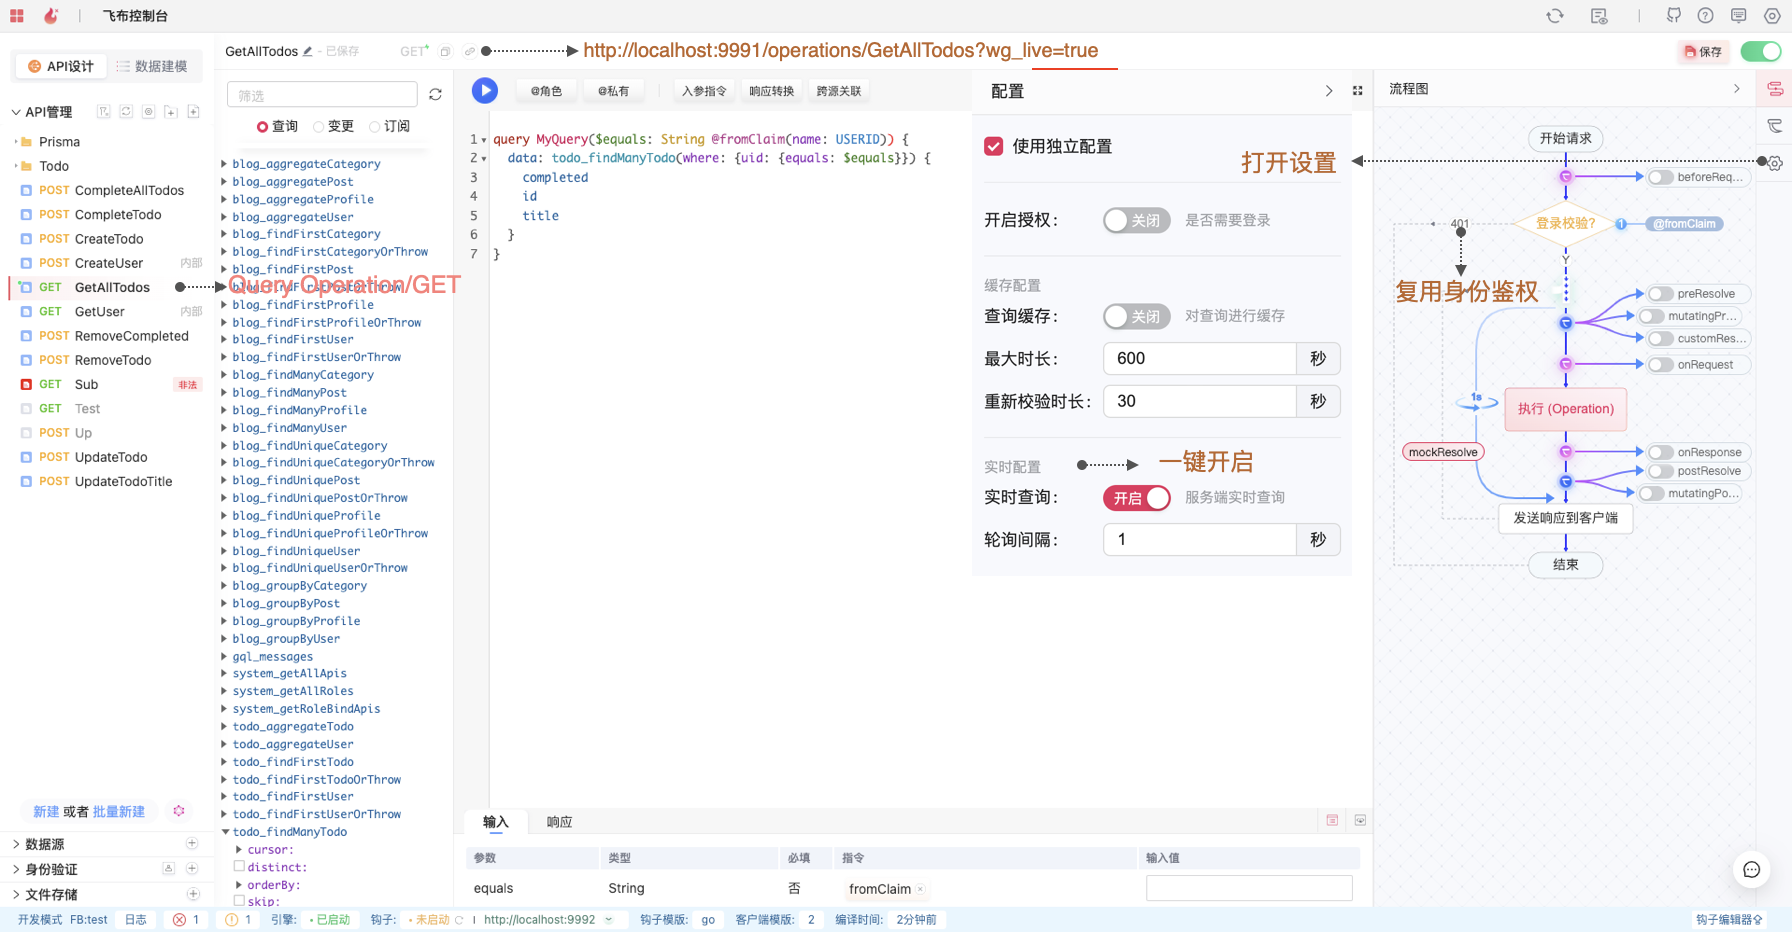 飞布控制台
API设计
数据建模
GetAllTodos
- 已保存
GET
http://localhost:9991/operations/GetAllTodos?wg_live=true
保存
API管理
Prisma
Todo
POST CompleteAllTodos
POST CompleteTodo
POST CreateTodo
POST CreateUser 内部
GET GetAllTodos
GET GetUser 内部
POST RemoveCompleted
POST RemoveTodo
GET Sub 非法
GET Test
POST Up
POST UpdateTodo
POST UpdateTodoTitle
新建 或者 批量新建
数据源
身份验证
文件存储
筛选
查询 变更 订阅
blog_aggregateCategory
blog_aggregatePost
blog_aggregateProfile
blog_aggregateUser
blog_findFirstCategory
blog_findFirstCategoryOrThrow
blog_findFirstPost
blog_findFirstPostOrThrow
Query Operation/GET
blog_findFirstProfile
blog_findFirstProfileOrThrow
blog_findFirstUser
blog_findFirstUserOrThrow
blog_findManyCategory
blog_findManyPost
blog_findManyProfile
blog_findManyUser
blog_findUniqueCategory
blog_findUniqueCategoryOrThrow
blog_findUniquePost
blog_findUniquePostOrThrow
blog_findUniqueProfile
blog_findUniqueProfileOrThrow
blog_findUniqueUser
blog_findUniqueUserOrThrow
blog_groupByCategory
blog_groupByPost
blog_groupByProfile
blog_groupByUser
gql_messages
system_getAllApis
system_getAllRoles
system_getRoleBindApis
todo_aggregateTodo
todo_aggregateUser
todo_findFirstTodo
todo_findFirstTodoOrThrow
todo_findFirstUser
todo_findFirstUserOrThrow
todo_findManyTodo
cursor:
distinct:
orderBy:
skip:
@角色 @私有 入参指令 响应转换 跨源关联
1 query MyQuery($equals: String @fromClaim(name: USERID)) {
2 data: todo_findManyTodo(where: {uid: {equals: $equals}}) {
3 completed
4 id
5 title
6 }
7 }
配置
使用独立配置
打开设置
开启授权: 关闭 是否需要登录
缓存配置
查询缓存: 关闭 对查询进行缓存
最大时长: 600 秒
重新校验时长: 30 秒
实时配置
一键开启
实时查询: 开启 服务端实时查询
轮询间隔: 1 秒
流程图
开始请求
beforeReq...
401
登录校验?
1
@fromClaim
Y
复用身份鉴权
preResolve
mutatingPr...
customRes...
onRequest
1s
执行 (Operation)
mockResolve
onResponse
postResolve
mutatingPo...
发送响应到客户端
结束
输入 响应
参数 类型 必填 指令 输入值
equals String 否 fromClaim
开发模式 FB:test 日志 1 1 引擎: 已启动 钩子: 未启动 http://localhost:9992 钩子模版: go 客户端模版: 2 编译时间: 2分钟前 钩子编辑器